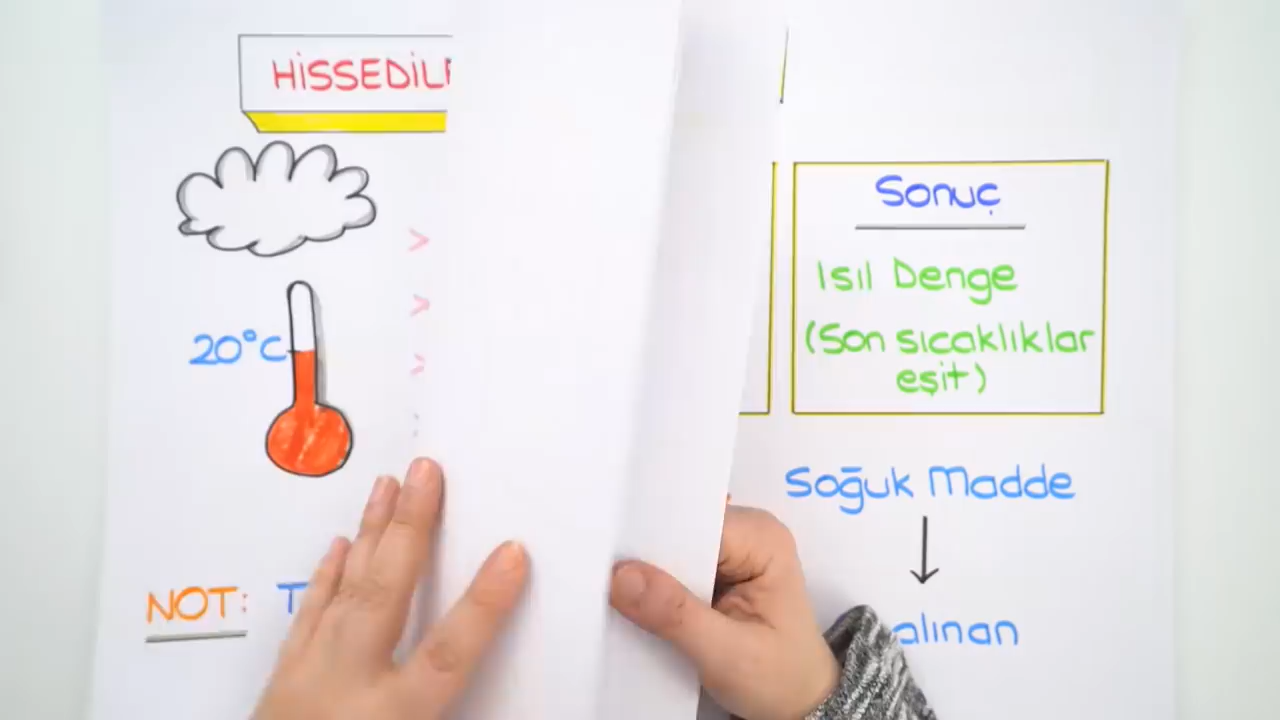 HİSSEDİL
20°C
>
>
>
NOT: T
Sonuç
Isıl Denge
(Son sıcaklıklar
eşit)
Soğuk Madde
alınan